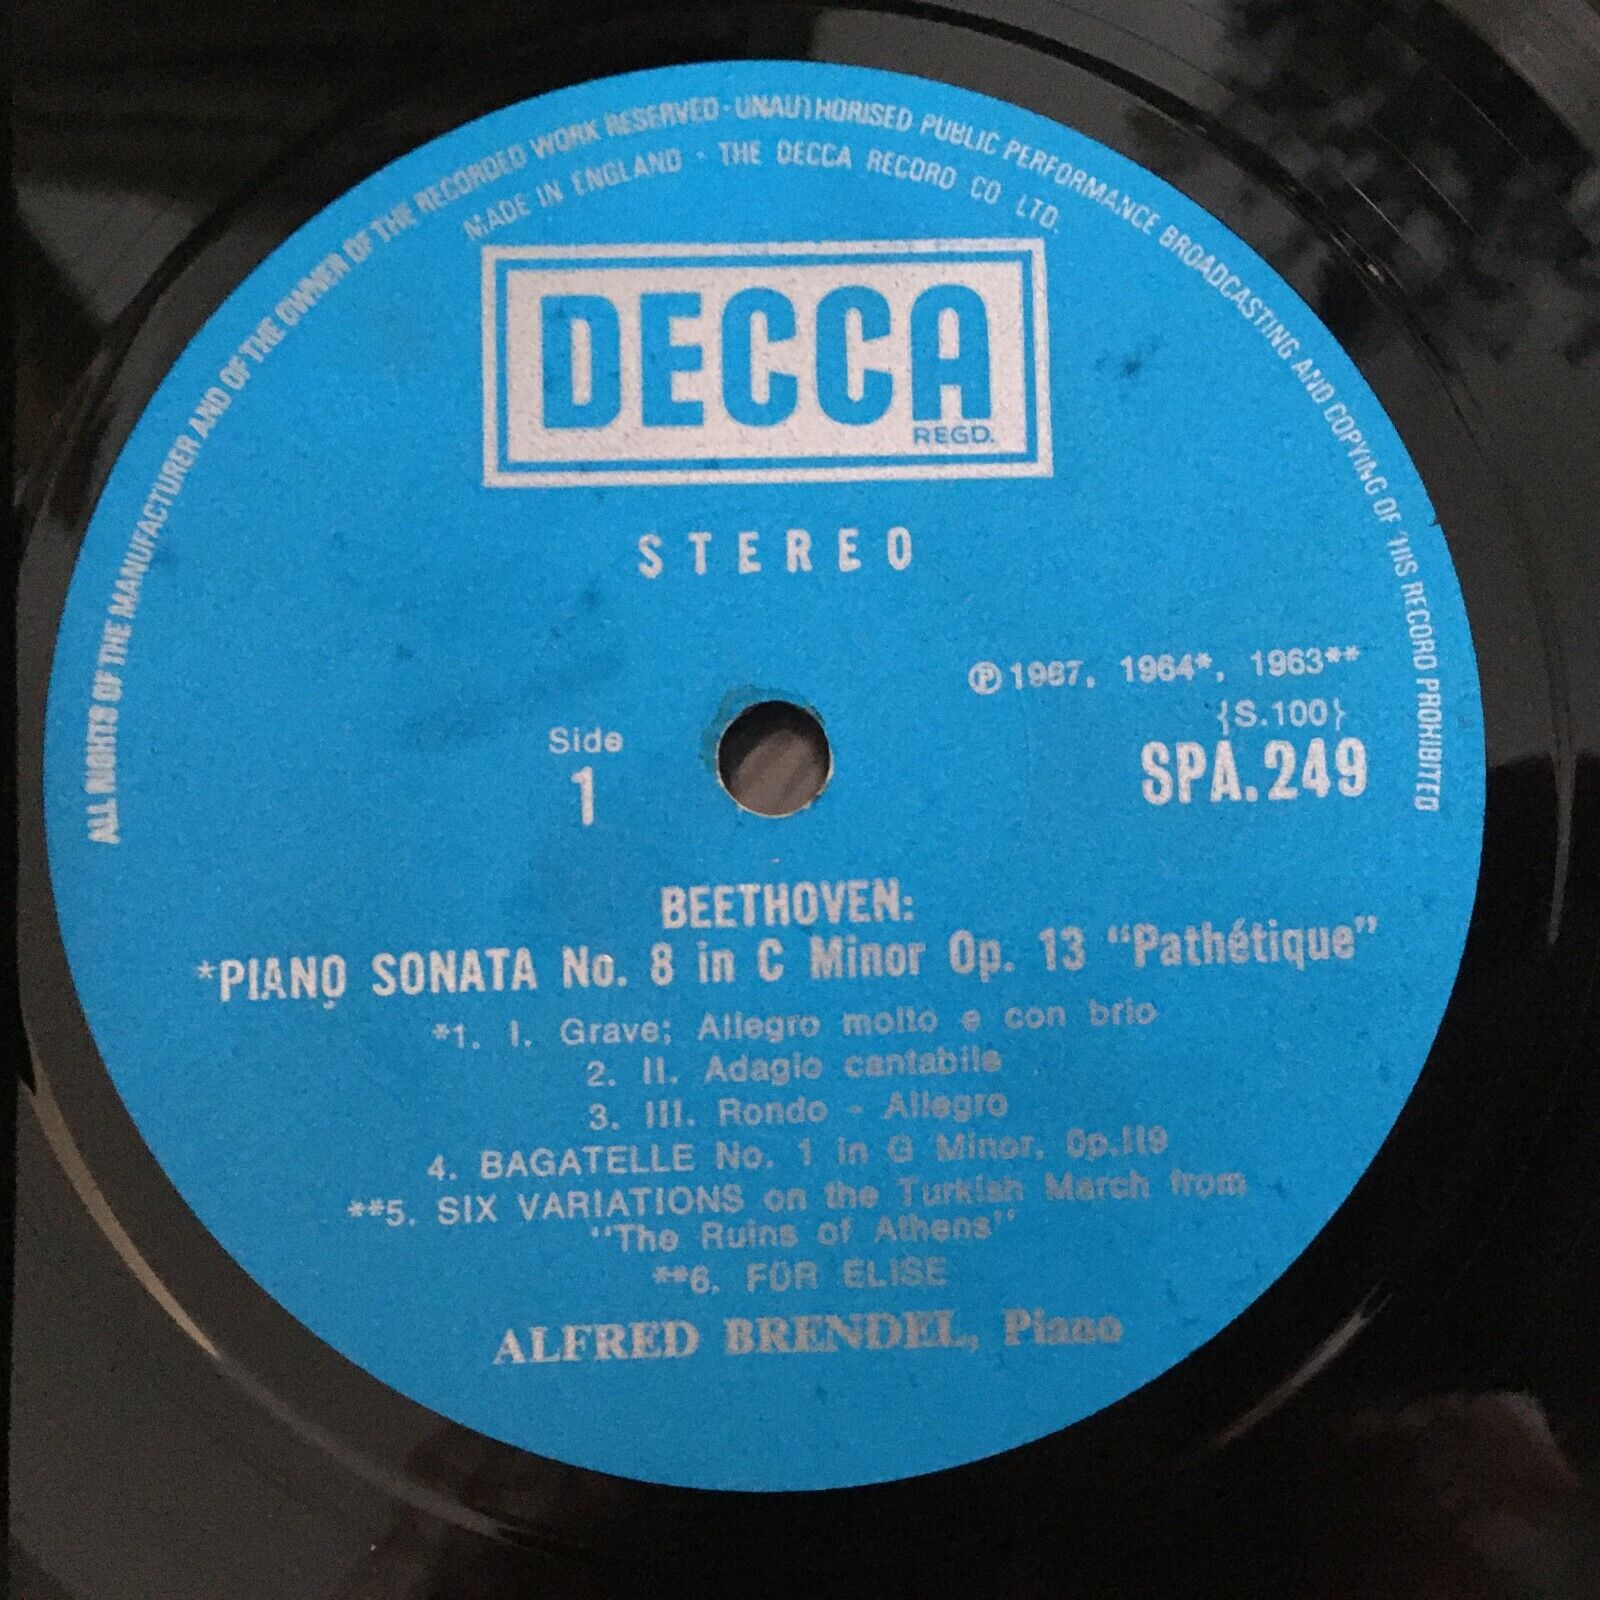 ALL RIGHTS OF THE MANUFACTURER AND OF THE OWNER OF THE RECORDED WORK RESERVED · UNAUTHORISED PUBLIC PERFORMANCE BROADCASTING AND COPYING OF THIS RECORD PROHIBITED
MADE IN ENGLAND · THE DECCA RECORD CO LTD.
DECCA
REGD.
STEREO
℗ 1967, 1964*, 1963**
{S.100}
Side
1
SPA.249
BEETHOVEN:
*PIANO SONATA No. 8 in C Minor Op. 13 “Pathétique”
*1. I. Grave; Allegro molto e con brio
2. II. Adagio cantabile
3. III. Rondo - Allegro
4. BAGATELLE No. 1 in G Minor, Op.119
**5. SIX VARIATIONS on the Turkish March from
"The Ruins of Athens"
**6. FÜR ELISE
ALFRED BRENDEL, Piano